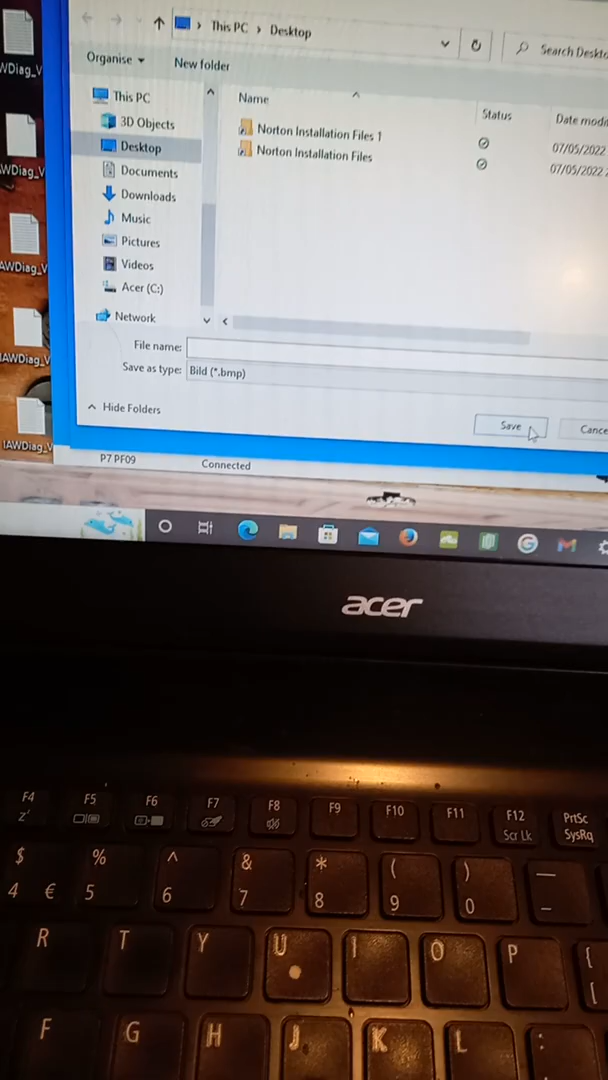 This PC > Desktop
Search Deskto
Organise
New folder
WDiag_V
WDiag_V
AWDiag_V
IAWDiag_V
IAWDiag_V
This PC
3D Objects
Desktop
Documents
Downloads
Music
Pictures
Videos
Acer (C:)
Network
Name
Status
Date modi
Norton Installation Files 1
07/05/2022
Norton Installation Files
07/05/2022 2
File name:
Save as type:
Bild (*.bmp)
Hide Folders
Save
Cance
P7 PF09
Connected
acer
F4
F5
F6
F7
F8
F9
F10
F11
F12
PrtSc
zᶻ
Scr Lk
SysRq
$
%
^
&
*
(
)
—
4
€
5
6
7
8
9
0
-
R
T
Y
U
I
O
P
{
[
F
G
H
J
K
L
: